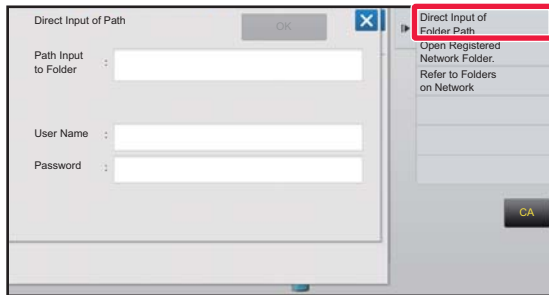 Direct Input of Path
OK
Path Input
to Folder :
User Name :
Password :
Direct Input of
Folder Path
Open Registered
Network Folder.
Refer to Folders
on Network
CA